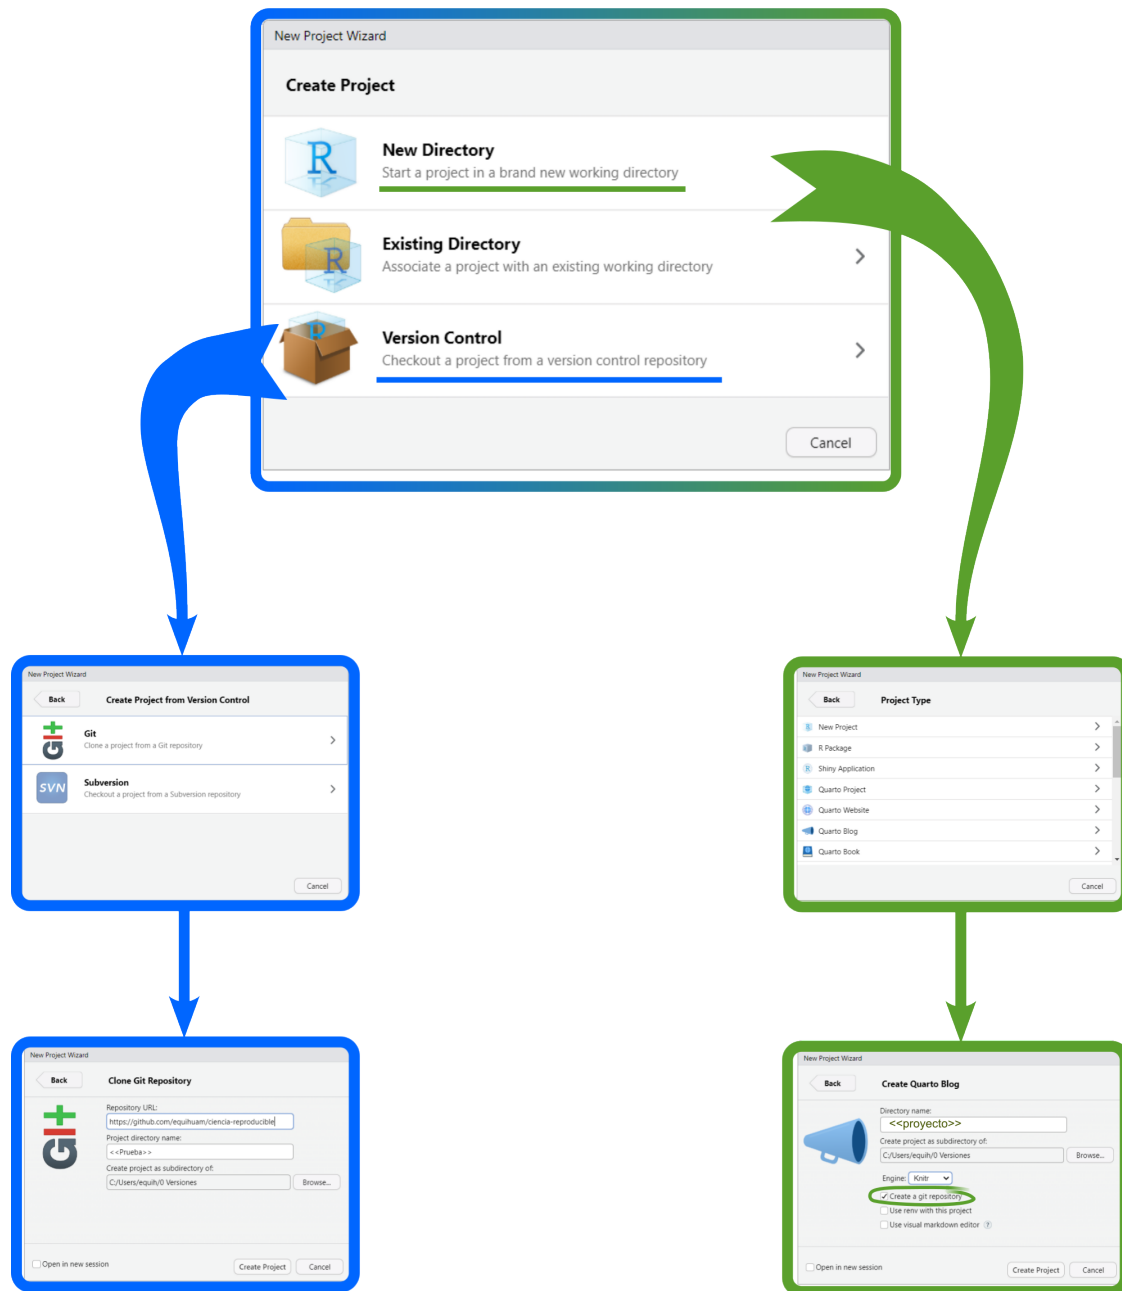 New Project Wizard
Create Project
R
New Directory
Start a project in a brand new working directory
R
Existing Directory
Associate a project with an existing working directory
R
Version Control
Checkout a project from a version control repository
Cancel
New Project Wizard
Back
Create Project from Version Control
git
Git
Clone a project from a Git repository
SVN
Subversion
Checkout a project from a Subversion repository
Cancel
New Project Wizard
Back
Project Type
New Project
R Package
Shiny Application
Quarto Project
Quarto Website
Quarto Blog
Quarto Book
Cancel
New Project Wizard
Back
Clone Git Repository
git
Repository URL:
https://github.com/equihuam/ciencia-reproducible
Project directory name:
<<Prueba>>
Create project as subdirectory of:
C:/Users/equih/0 Versiones
Browse...
Open in new session
Create Project
Cancel
New Project Wizard
Back
Create Quarto Blog
Directory name:
<<proyecto>>
Create project as subdirectory of:
C:/Users/equih/0 Versiones
Browse...
Engine: Knitr
Create a git repository
Use renv with this project
Use visual markdown editor ?
Open in new session
Create Project
Cancel